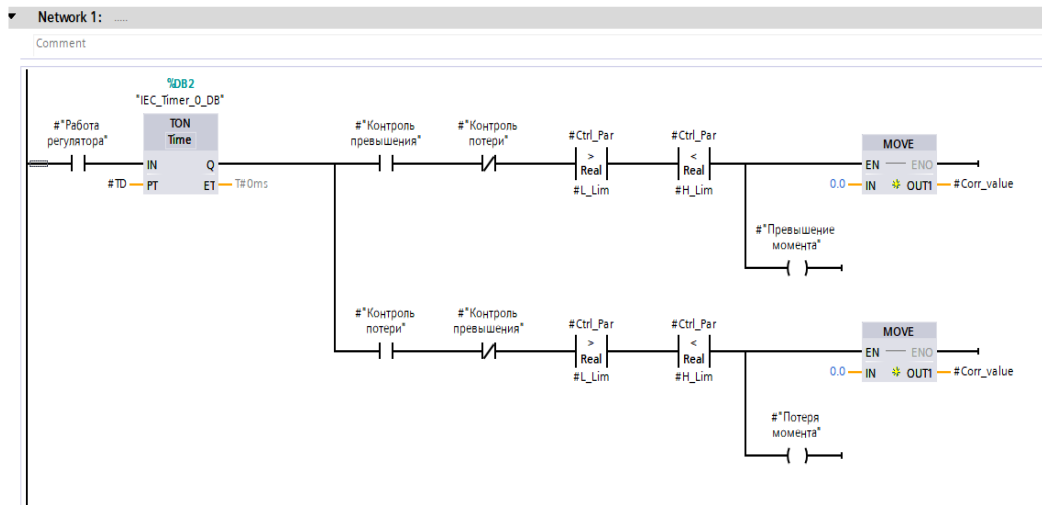 Network 1: .....
Comment
%DB2
"IEC_Timer_0_DB"
#"Работа
регулятора"
TON
Time
IN
Q
#TD
PT
ET
T#0ms
#"Контроль
превышения"
#"Контроль
потери"
#Ctrl_Par
>
Real
#L_Lim
#Ctrl_Par
<
Real
#H_Lim
MOVE
EN
ENO
0.0
IN
OUT1
#Corr_value
#"Превышение
момента"
( )
#"Контроль
потери"
#"Контроль
превышения"
#Ctrl_Par
>
Real
#L_Lim
#Ctrl_Par
<
Real
#H_Lim
MOVE
EN
ENO
0.0
IN
OUT1
#Corr_value
#"Потеря
момента"
( )